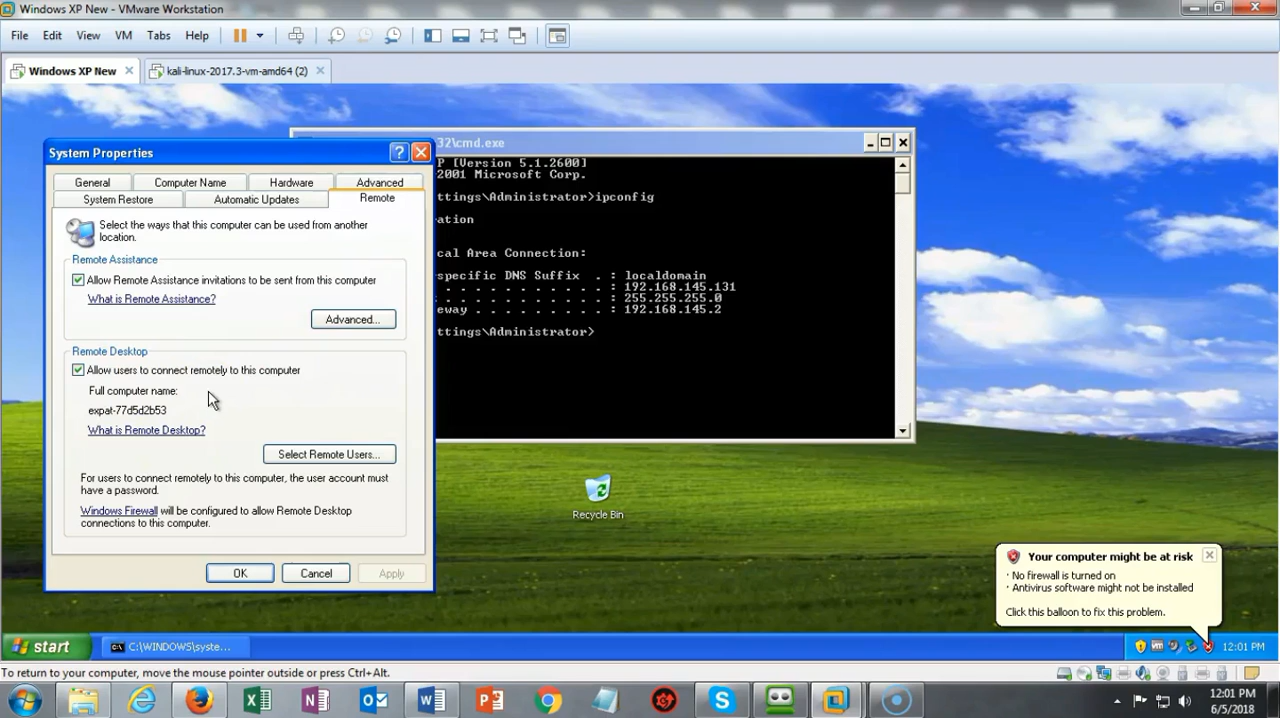 Windows XP New - VMware Workstation
File Edit View VM Tabs Help
Windows XP New
kali-linux-2017.3-vm-amd64 (2)
32\cmd.exe
P [Version 5.1.2600]
2001 Microsoft Corp.
ttings\Administrator>ipconfig
ation
cal Area Connection:
specific DNS Suffix . : localdomain
. . . . . . . . . . . : 192.168.145.131
. . . . . . . . . . . : 255.255.255.0
eway . . . . . . . . . : 192.168.145.2
ttings\Administrator>
System Properties
General
Computer Name
Hardware
Advanced
System Restore
Automatic Updates
Remote
Select the ways that this computer can be used from another
location.
Remote Assistance
Allow Remote Assistance invitations to be sent from this computer
What is Remote Assistance?
Advanced...
Remote Desktop
Allow users to connect remotely to this computer
Full computer name:
expat-77d5d2b53
What is Remote Desktop?
Select Remote Users...
For users to connect remotely to this computer, the user account must
have a password.
Windows Firewall will be configured to allow Remote Desktop
connections to this computer.
OK
Cancel
Apply
Recycle Bin
Your computer might be at risk
· No firewall is turned on
· Antivirus software might not be installed
Click this balloon to fix this problem.
start
C:\WINDOWS\syste...
12:01 PM
To return to your computer, move the mouse pointer outside or press Ctrl+Alt.
12:01 PM
6/5/2018